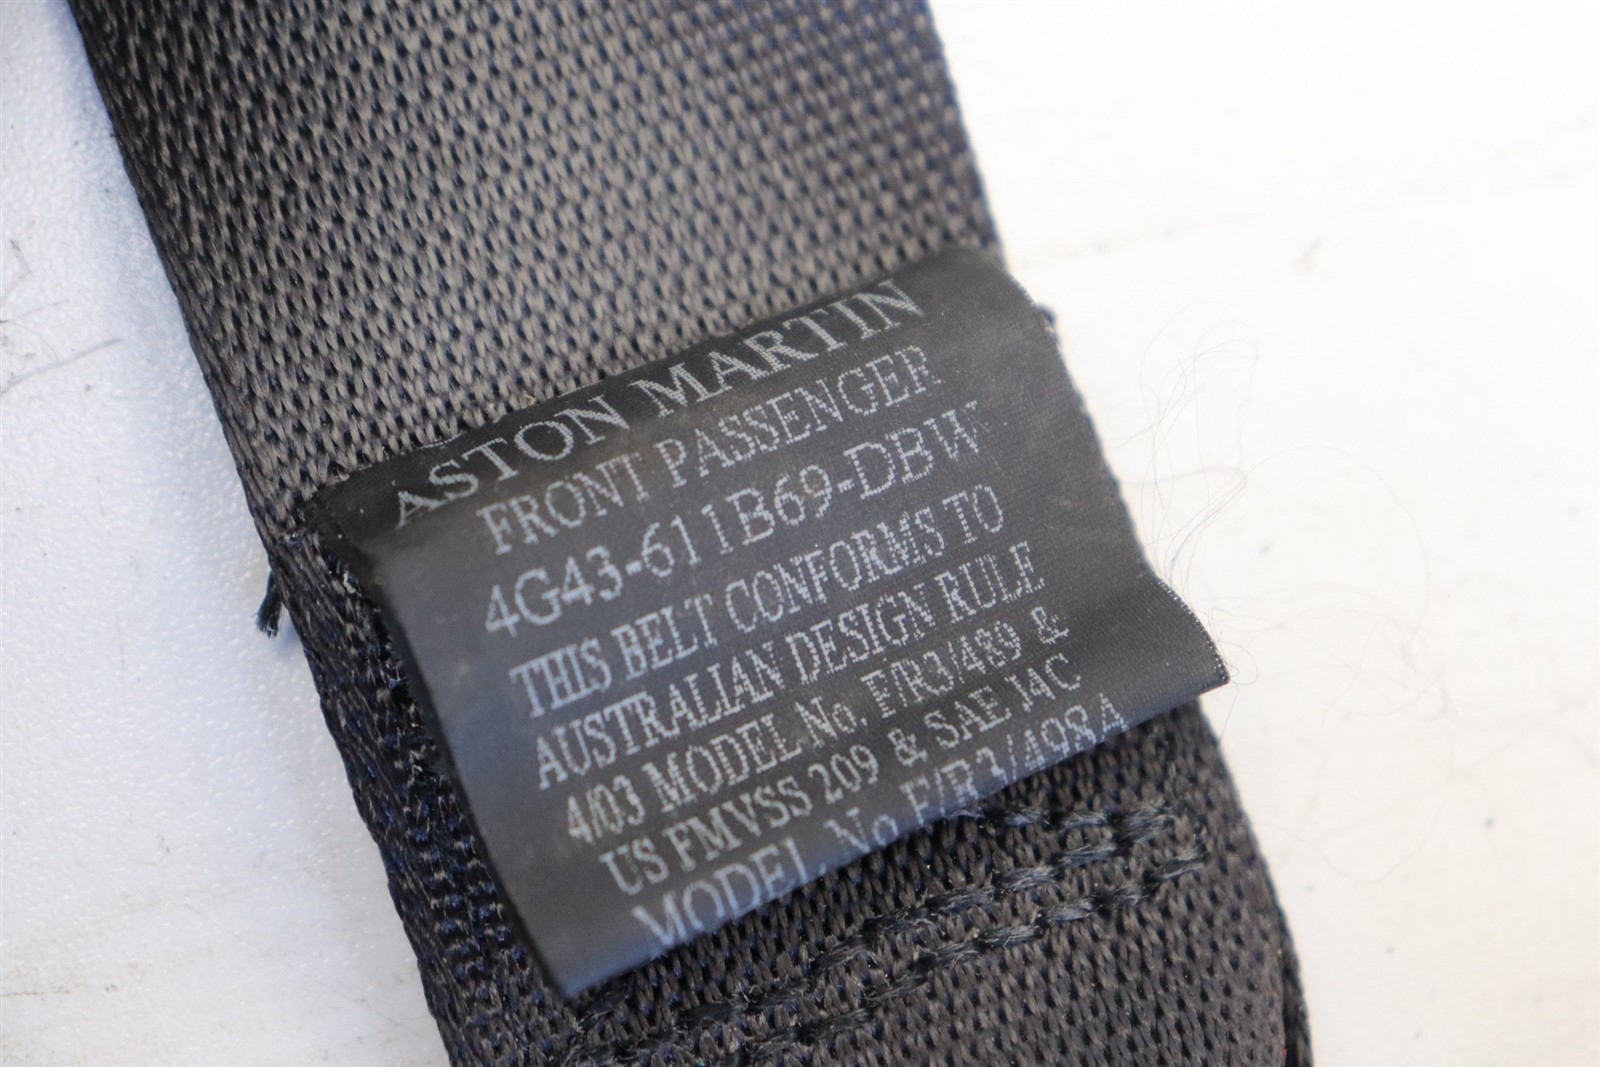 ASTON MARTIN
FRONT PASSENGER
4G43-611B69-DBW
THIS BELT CONFORMS TO
AUSTRALIAN DESIGN RULE
4/03 MODEL No. F/R3/489 &
US FMVSS 209 & SAE J4C
MODEL No F/R3/498A